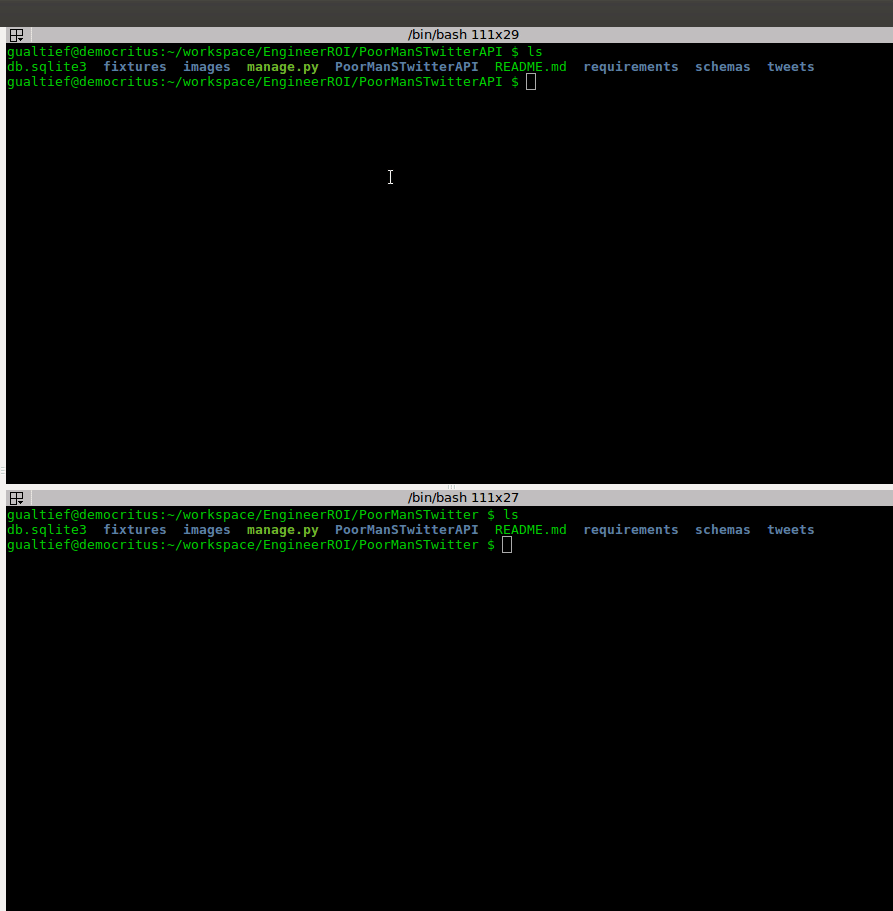 /bin/bash 111x29
gualtief@democritus:~/workspace/EngineerROI/PoorManSTwitterAPI $ ls
db.sqlite3  fixtures  images  manage.py  PoorManSTwitterAPI  README.md  requirements  schemas  tweets
gualtief@democritus:~/workspace/EngineerROI/PoorManSTwitterAPI $
/bin/bash 111x27
gualtief@democritus:~/workspace/EngineerROI/PoorManSTwitter $ ls
db.sqlite3  fixtures  images  manage.py  PoorManSTwitterAPI  README.md  requirements  schemas  tweets
gualtief@democritus:~/workspace/EngineerROI/PoorManSTwitter $